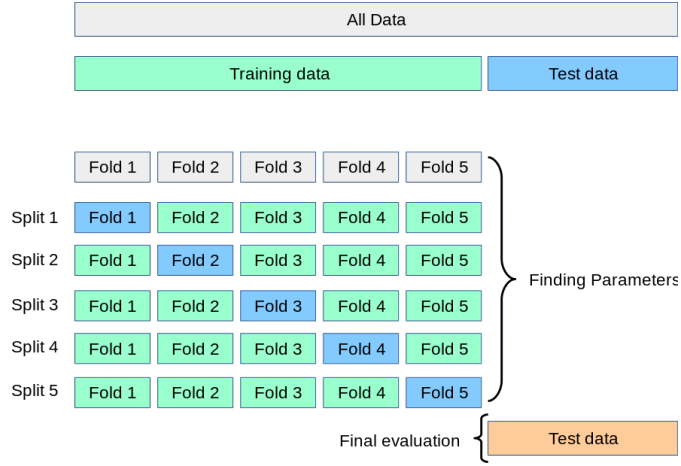 All Data
Training data Test data
Fold 1 Fold 2 Fold 3 Fold 4 Fold 5
Split 1 Fold 1 Fold 2 Fold 3 Fold 4 Fold 5
Split 2 Fold 1 Fold 2 Fold 3 Fold 4 Fold 5
Finding Parameters
Split 3 Fold 1 Fold 2 Fold 3 Fold 4 Fold 5
Split 4 Fold 1 Fold 2 Fold 3 Fold 4 Fold 5
Split 5 Fold 1 Fold 2 Fold 3 Fold 4 Fold 5
Final evaluation Test data